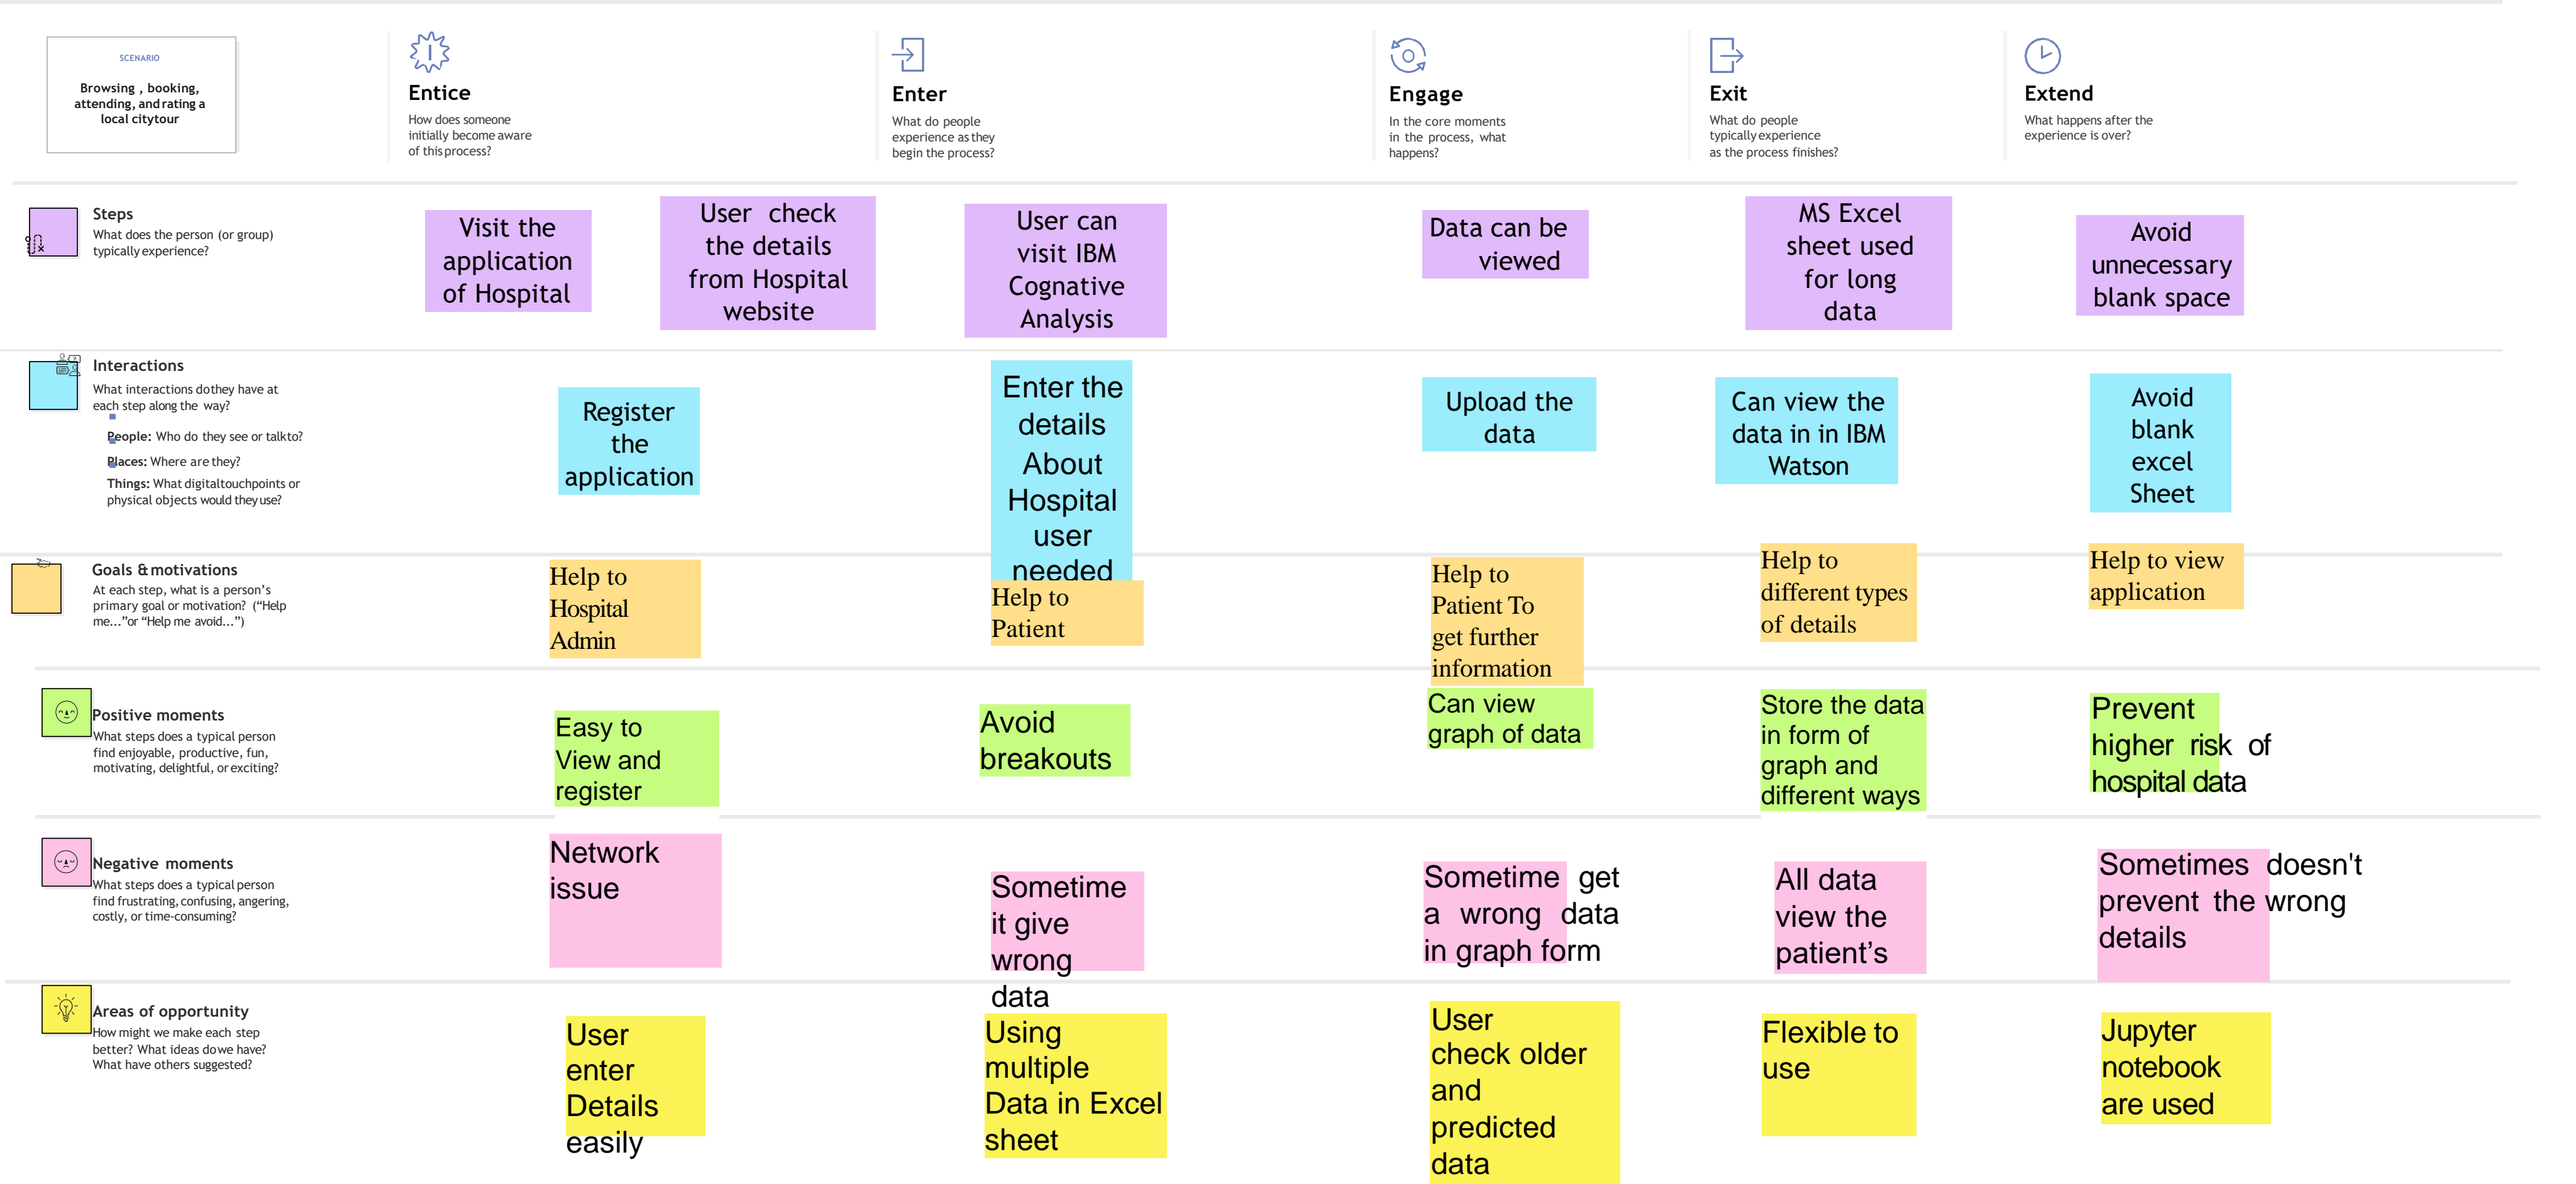 SCENARIO
Browsing , booking,
attending, and rating a
local citytour
Entice
How does someone
initially become aware
of this process?
Enter
What do people
experience as they
begin the process?
Engage
In the core moments
in the process, what
happens?
Exit
What do people
typically experience
as the process finishes?
Extend
What happens after the
experience is over?
Steps
What does the person (or group)
typically experience?
Visit the
application
of Hospital
User check
the details
from Hospital
website
User can
visit IBM
Cognative
Analysis
Data can be
viewed
MS Excel
sheet used
for long
data
Avoid
unnecessary
blank space
Interactions
What interactions do they have at
each step along the way?
People: Who do they see or talk to?
Places: Where are they?
Things: What digital touchpoints or
physical objects would they use?
Register
the
application
Enter the
details
About
Hospital
user
needed
Upload the
data
Can view the
data in in IBM
Watson
Avoid
blank
excel
Sheet
Goals & motivations
At each step, what is a person's
primary goal or motivation? (“Help
me...”or “Help me avoid...”)
Help to
Hospital
Admin
Help to
Patient
Help to
Patient To
get further
information
Help to
different types
of details
Help to view
application
Positive moments
What steps does a typical person
find enjoyable, productive, fun,
motivating, delightful, or exciting?
Easy to
View and
register
Avoid
breakouts
Can view
graph of data
Store the data
in form of
graph and
different ways
Prevent
higher risk of
hospital data
Negative moments
What steps does a typical person
find frustrating, confusing, angering,
costly, or time-consuming?
Network
issue
Sometime
it give
wrong
data
Sometime get
a wrong data
in graph form
All data
view the
patient’s
Sometimes doesn't
prevent the wrong
details
Areas of opportunity
How might we make each step
better? What ideas do we have?
What have others suggested?
User
enter
Details
easily
Using
multiple
Data in Excel
sheet
User
check older
and
predicted
data
Flexible to
use
Jupyter
notebook
are used